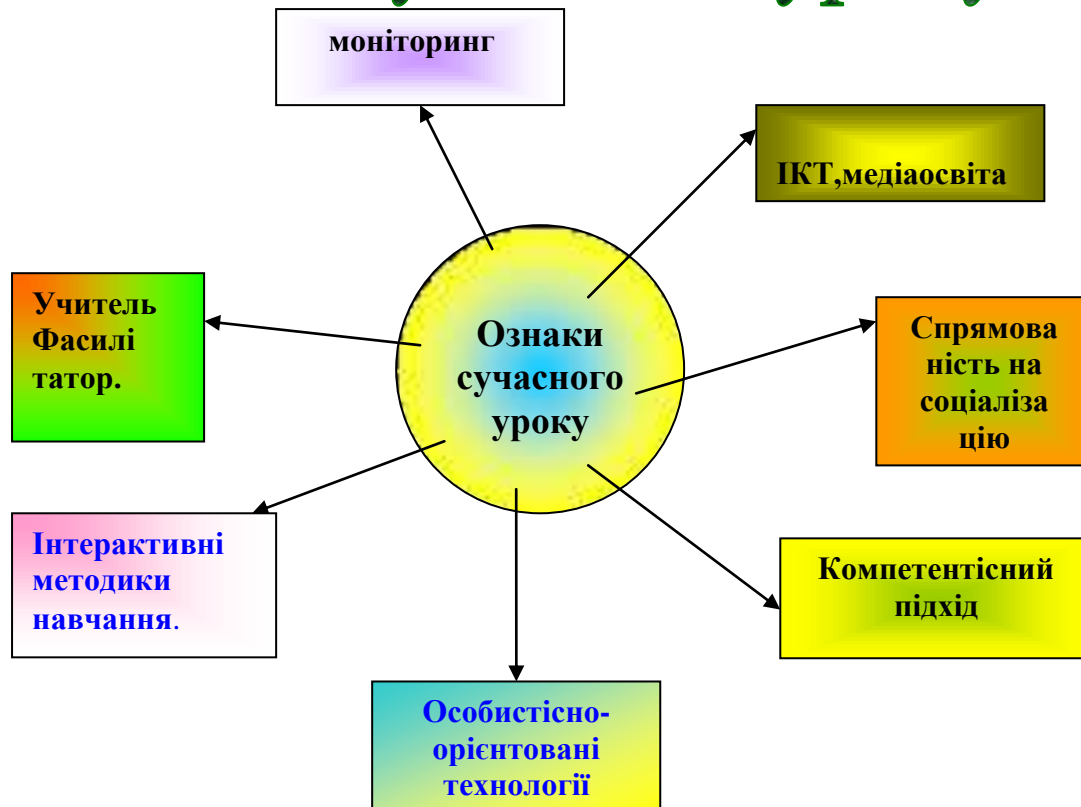 моніторинг
ІКТ,медіаосвіта
Учитель
Фасилі
татор.
Ознаки
сучасного
уроку
Спрямова
ність на
соціаліза
цію
Інтерактивні
методики
навчання.
Компетентісний
підхід
Особистісно-
орієнтовані
технології